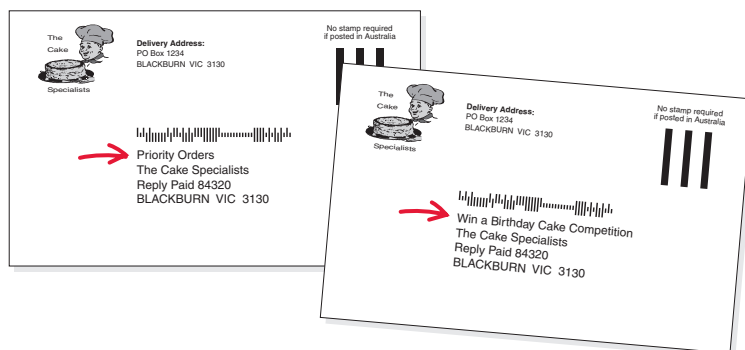 The
Cake
Specialists
Delivery Address:
PO Box 1234
BLACKBURN VIC 3130
No stamp required
if posted in Australia
Priority Orders
The Cake Specialists
Reply Paid 84320
BLACKBURN VIC 3130
The
Cake
Specialists
Delivery Address:
PO Box 1234
BLACKBURN VIC 3130
No stamp required
if posted in Australia
Win a Birthday Cake Competition
The Cake Specialists
Reply Paid 84320
BLACKBURN VIC 3130